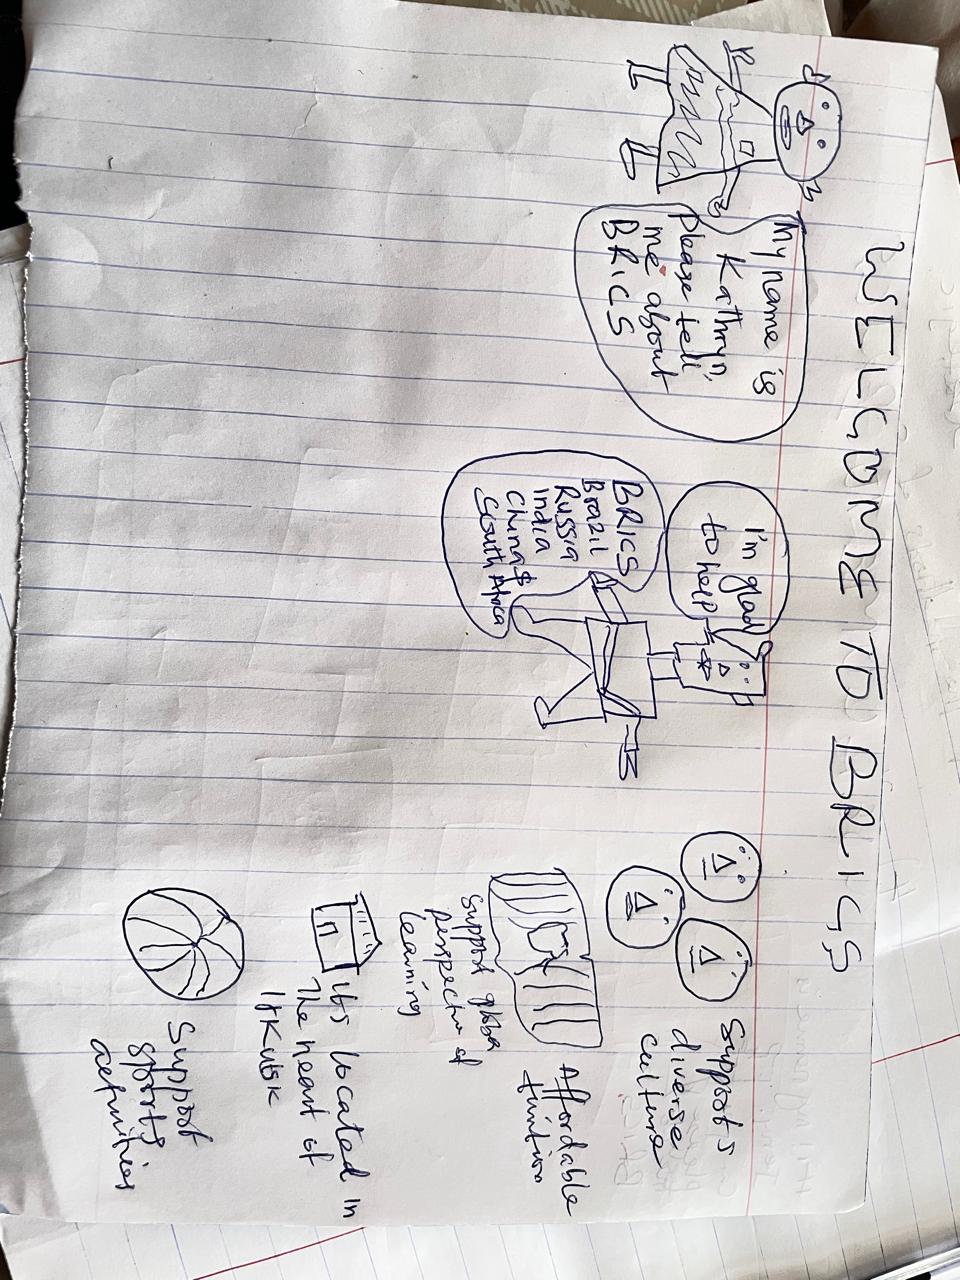 WELCOME TO BRICS
My name is
Kathryn,
Please tell
me about
BRICS
I'm glad
to help
BRICS
Brazil
Russia
India
China $
South Africa
Supports
diverse
culture
Affordable
tuition
Support globa
perspective of
learning
Its located in
The heart of
Irkutsk
Support
sports
activities